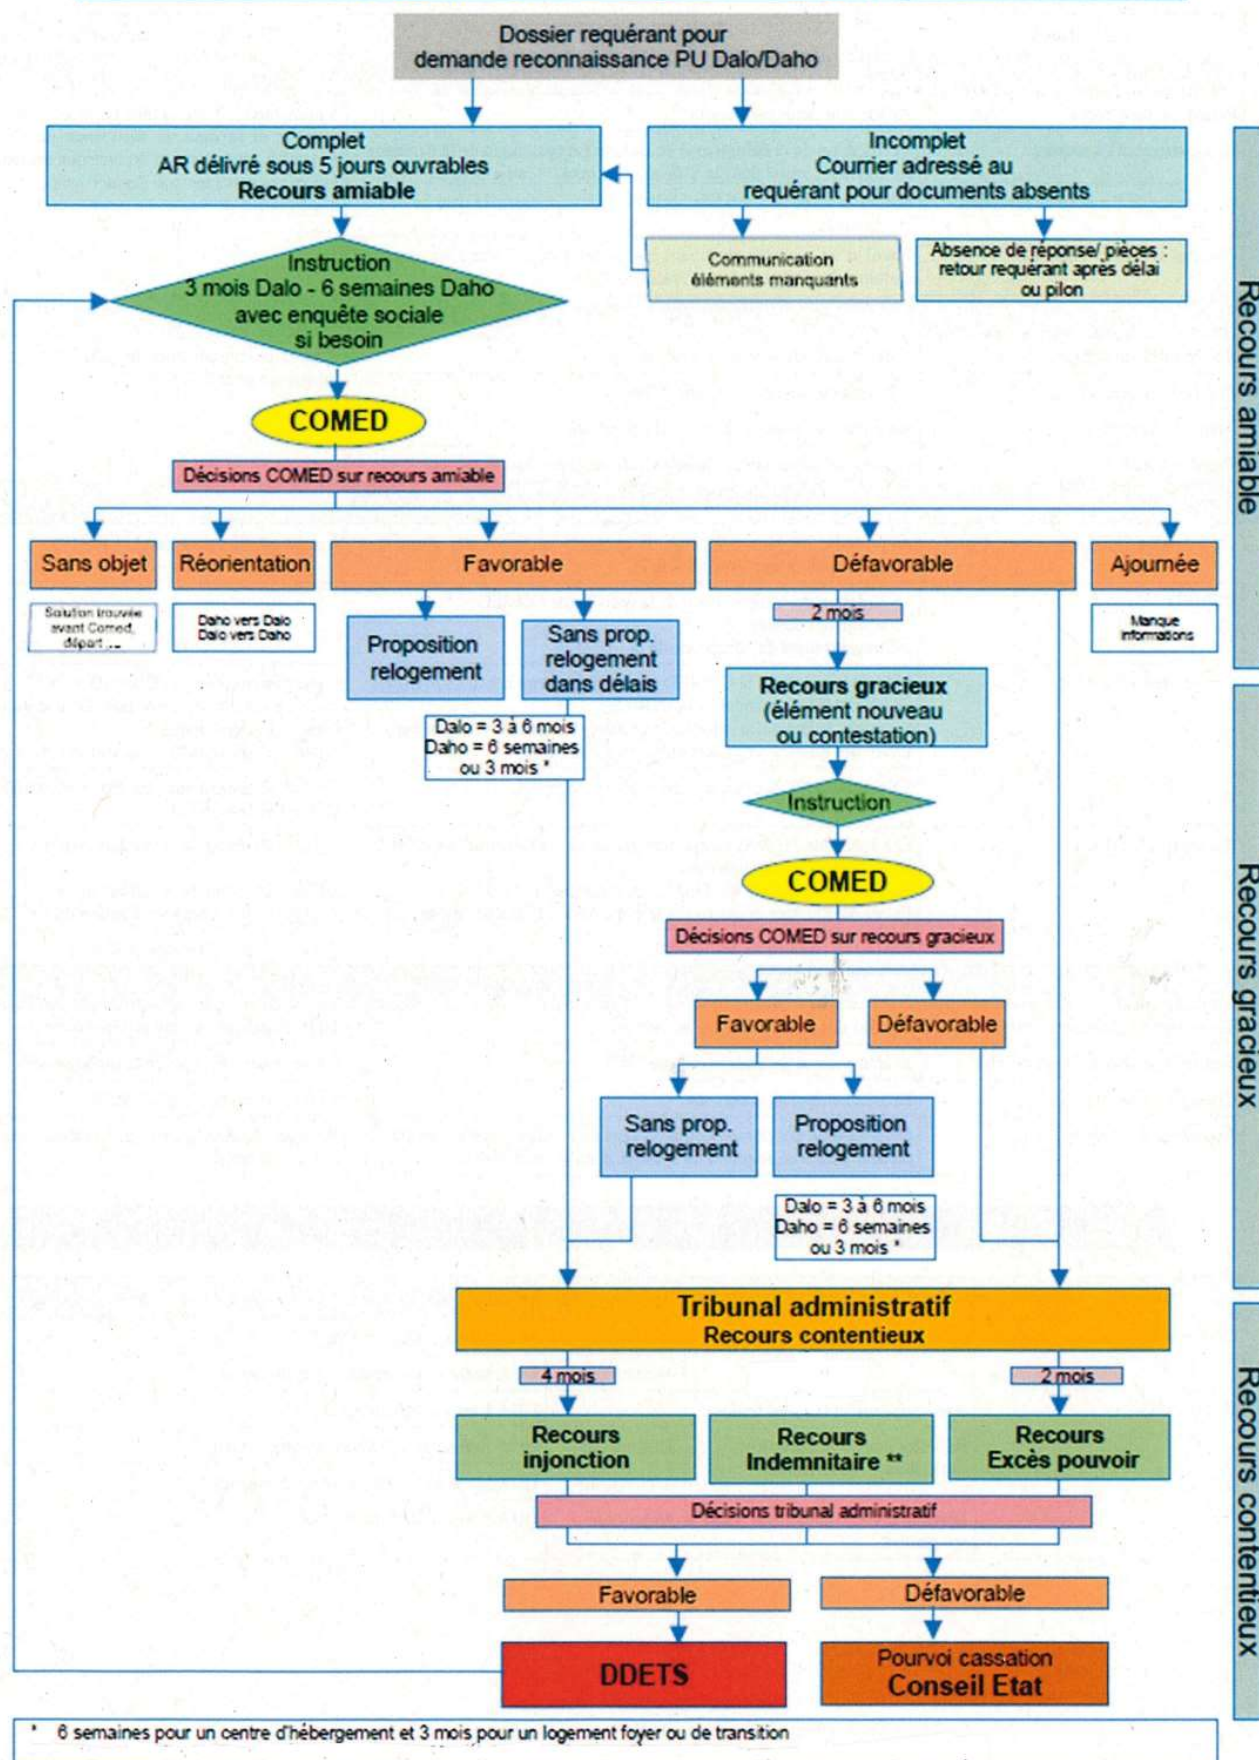 Dossier requérant pour
demande reconnaissance PU Dalo/Daho
Complet
AR délivré sous 5 jours ouvrables
Recours amiable
Incomplet
Courrier adressé au
requérant pour documents absents
Communication
éléments manquants
Absence de réponse/ pièces :
retour requérant après délai
ou pilon
Instruction
3 mois Dalo - 6 semaines Daho
avec enquête sociale
si besoin
COMED
Décisions COMED sur recours amiable
Sans objet
Réorientation
Favorable
Défavorable
Ajournée
Solution trouvée
avant Comed,
départ ...
Daho vers Dalo
Dalo vers Daho
Proposition
relogement
Sans prop.
relogement
dans délais
2 mois
Manque
informations
Dalo = 3 à 6 mois
Daho = 6 semaines
ou 3 mois *
Recours gracieux
(élément nouveau
ou contestation)
Instruction
COMED
Décisions COMED sur recours gracieux
Favorable
Défavorable
Sans prop.
relogement
Proposition
relogement
Dalo = 3 à 6 mois
Daho = 6 semaines
ou 3 mois *
Tribunal administratif
Recours contentieux
4 mois
2 mois
Recours
injonction
Recours
Indemnitaire **
Recours
Excès pouvoir
Décisions tribunal administratif
Favorable
Défavorable
DDETS
Pourvoi cassation
Conseil Etat
Recours amiable
Recours gracieux
Recours contentieux
* 6 semaines pour un centre d'hébergement et 3 mois pour un logement foyer ou de transition